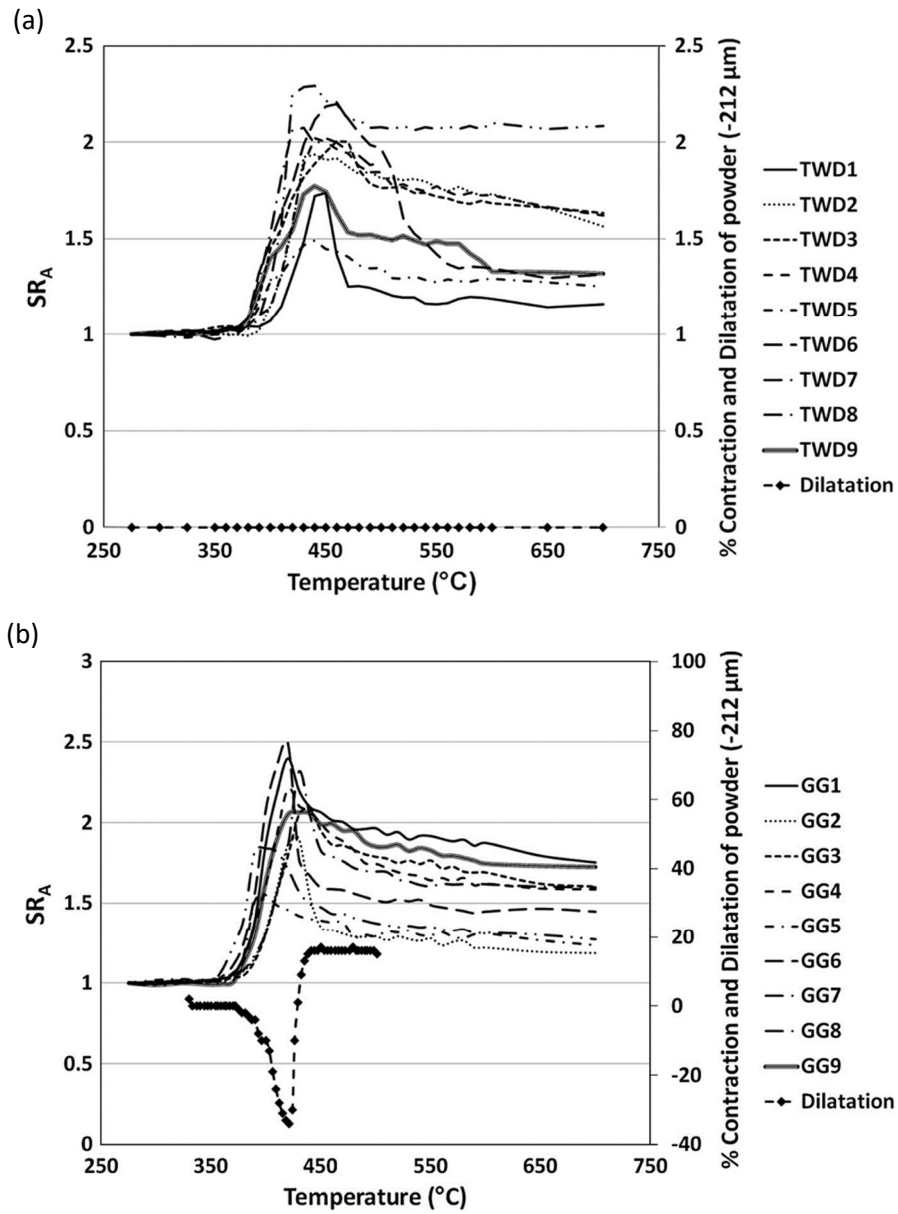 (a)
2.5
2
1.5
1
0.5
0
SR_A
2.5
2
1.5
1
0.5
0
% Contraction and Dilatation of powder (-212 µm)
250
350
450
550
650
750
Temperature (°C)
TWD1
TWD2
TWD3
TWD4
TWD5
TWD6
TWD7
TWD8
TWD9
Dilatation
(b)
3
2.5
2
1.5
1
0.5
0
SR_A
100
80
60
40
20
0
-20
-40
% Contraction and Dilatation of powder (-212 µm)
250
350
450
550
650
750
Temperature (°C)
GG1
GG2
GG3
GG4
GG5
GG6
GG7
GG8
GG9
Dilatation